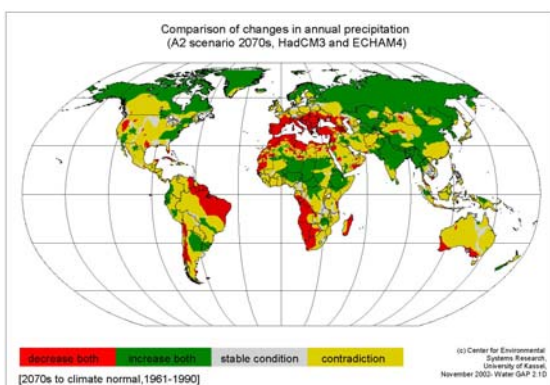 Comparison of changes in annual precipitation
(A2 scenario 2070s, HadCM3 and ECHAM4)
decrease both increase both stable condition contradiction
[2070s to climate normal,1961-1990]
(c) Center for Environmental
Systems Research,
University of Kassel,
November 2002- Water GAP 2.1D